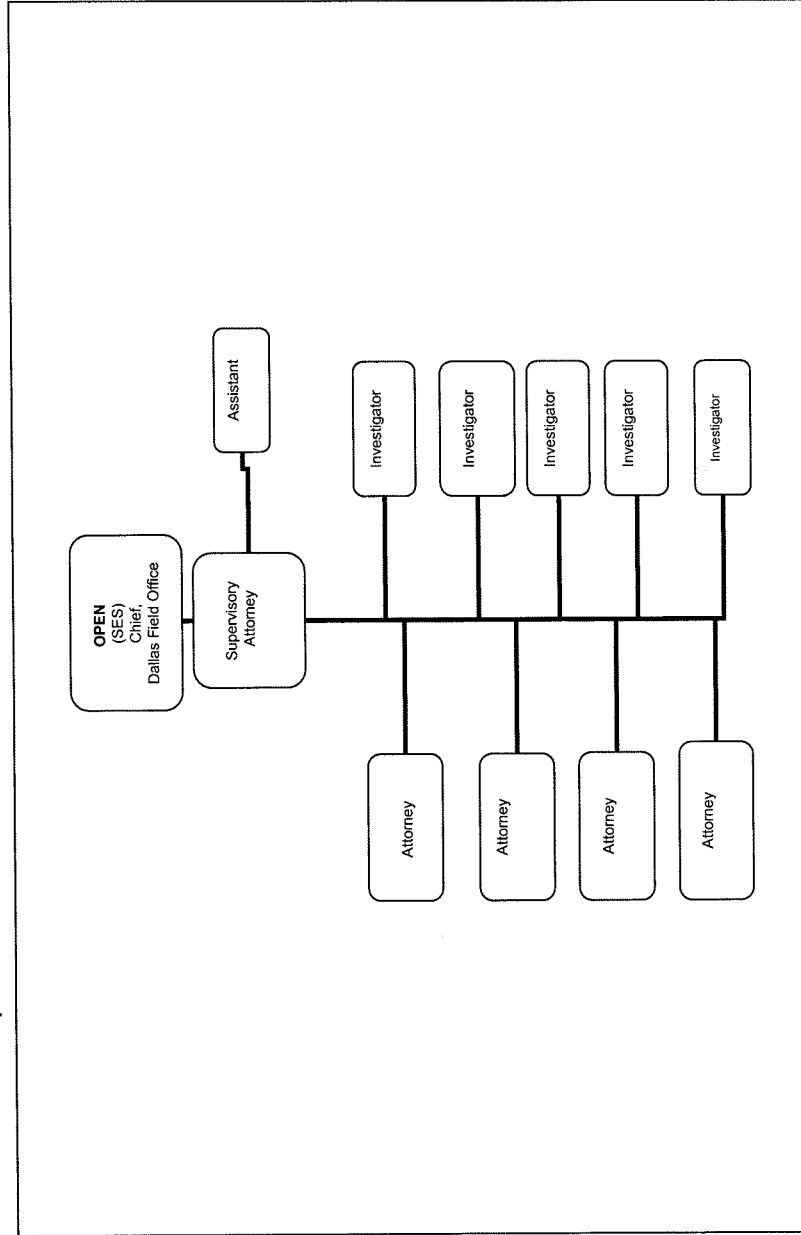 OPEN
(SES)
Chief,
Dallas Field Office
Supervisory
Attorney
Assistant
Attorney
Attorney
Attorney
Attorney
Investigator
Investigator
Investigator
Investigator
Investigator